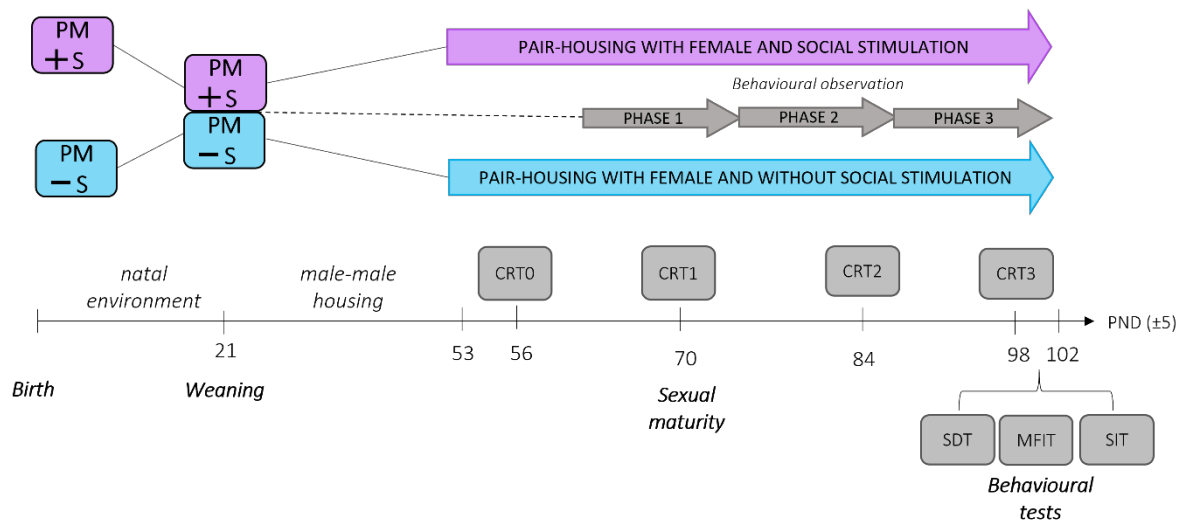 PM
+ S
PM
+ S
PM
− S
PM
− S
PAIR-HOUSING WITH FEMALE AND SOCIAL STIMULATION
Behavioural observation
PHASE 1
PHASE 2
PHASE 3
PAIR-HOUSING WITH FEMALE AND WITHOUT SOCIAL STIMULATION
natal
environment
male-male
housing
CRT0
CRT1
CRT2
CRT3
PND (±5)
21
53
56
70
84
98
102
Birth
Weaning
Sexual
maturity
SDT
MFIT
SIT
Behavioural
tests